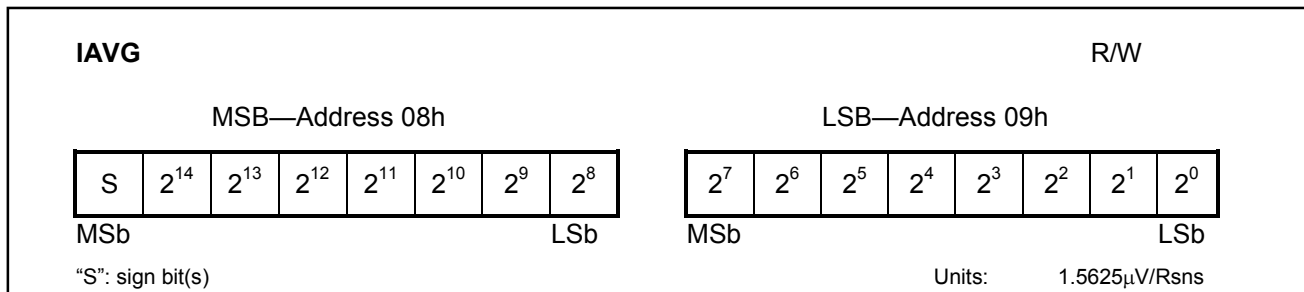 IAVG R/W
MSB—Address 08h LSB—Address 09h
S 2^14 2^13 2^12 2^11 2^10 2^9 2^8 2^7 2^6 2^5 2^4 2^3 2^2 2^1 2^0
MSb LSb MSb LSb
“S”: sign bit(s) Units: 1.5625μV/Rsns